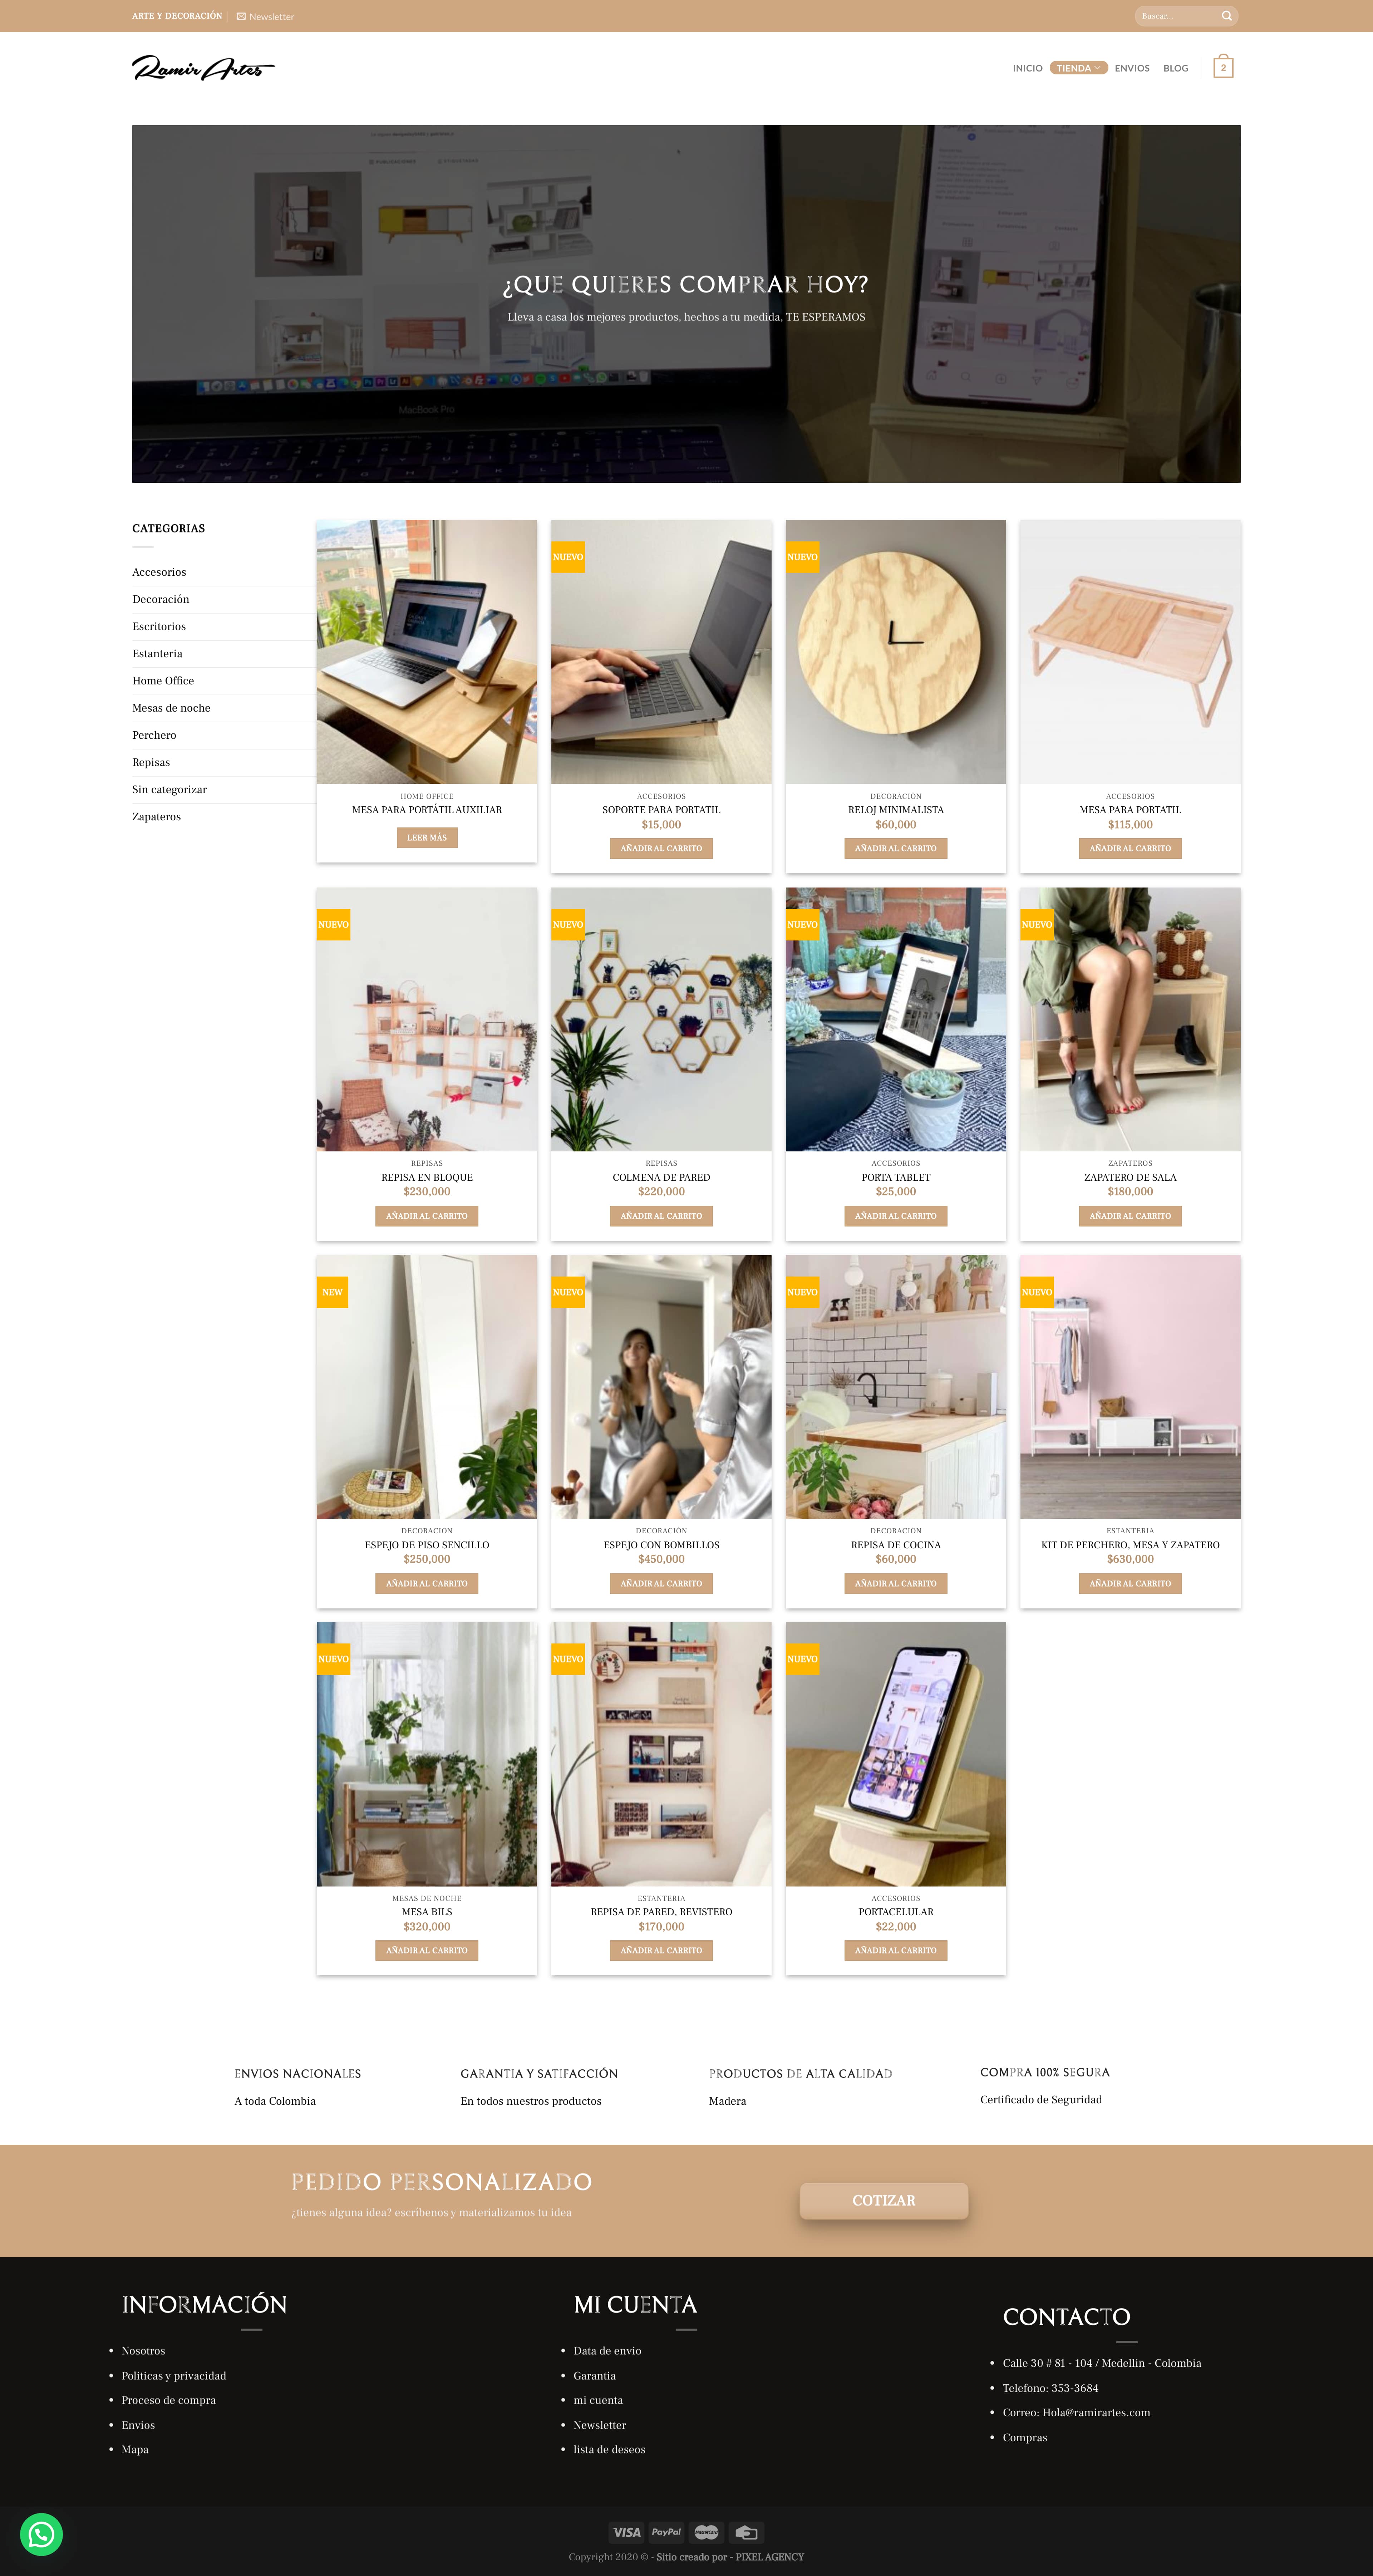 ARTE Y DECORACIÓN
Newsletter
Buscar...
Ramir Artes
INICIO
TIENDA
ENVIOS
BLOG
2
MacBook Pro
¿QUE QUIERES COMPRAR HOY?
Lleva a casa los mejores productos, hechos a tu medida, TE ESPERAMOS
CATEGORIAS
Accesorios
Decoración
Escritorios
Estanteria
Home Office
Mesas de noche
Perchero
Repisas
Sin categorizar
Zapateros
HOME OFFICE
MESA PARA PORTÁTIL AUXILIAR
LEER MÁS
NUEVO
ACCESORIOS
SOPORTE PARA PORTATIL
$15,000
AÑADIR AL CARRITO
NUEVO
DECORACIÓN
RELOJ MINIMALISTA
$60,000
AÑADIR AL CARRITO
ACCESORIOS
MESA PARA PORTATIL
$115,000
AÑADIR AL CARRITO
NUEVO
REPISAS
REPISA EN BLOQUE
$230,000
AÑADIR AL CARRITO
NUEVO
REPISAS
COLMENA DE PARED
$220,000
AÑADIR AL CARRITO
NUEVO
ACCESORIOS
PORTA TABLET
$25,000
AÑADIR AL CARRITO
NUEVO
ZAPATEROS
ZAPATERO DE SALA
$180,000
AÑADIR AL CARRITO
NEW
DECORACIÓN
ESPEJO DE PISO SENCILLO
$250,000
AÑADIR AL CARRITO
NUEVO
DECORACIÓN
ESPEJO CON BOMBILLOS
$450,000
AÑADIR AL CARRITO
NUEVO
DECORACIÓN
REPISA DE COCINA
$60,000
AÑADIR AL CARRITO
NUEVO
ESTANTERIA
KIT DE PERCHERO, MESA Y ZAPATERO
$630,000
AÑADIR AL CARRITO
NUEVO
MESAS DE NOCHE
MESA BILS
$320,000
AÑADIR AL CARRITO
NUEVO
ESTANTERIA
REPISA DE PARED, REVISTERO
$170,000
AÑADIR AL CARRITO
NUEVO
ACCESORIOS
PORTACELULAR
$22,000
AÑADIR AL CARRITO
ENVIOS NACIONALES
A toda Colombia
GARANTIA Y SATIFACCIÓN
En todos nuestros productos
PRODUCTOS DE ALTA CALIDAD
Madera
COMPRA 100% SEGURA
Certificado de Seguridad
PEDIDO PERSONALIZADO
¿tienes alguna idea? escribenos y materializamos tu idea
COTIZAR
INFORMACIÓN
Nosotros
Politicas y privacidad
Proceso de compra
Envios
Mapa
MI CUENTA
Data de envio
Garantia
mi cuenta
Newsletter
lista de deseos
CONTACTO
Calle 30 # 81 - 104 / Medellin - Colombia
Telefono: 353-3684
Correo: Hola@ramirartes.com
Compras
VISA
PayPal
MasterCard
Copyright 2020 © - Sitio creado por - PIXEL AGENCY